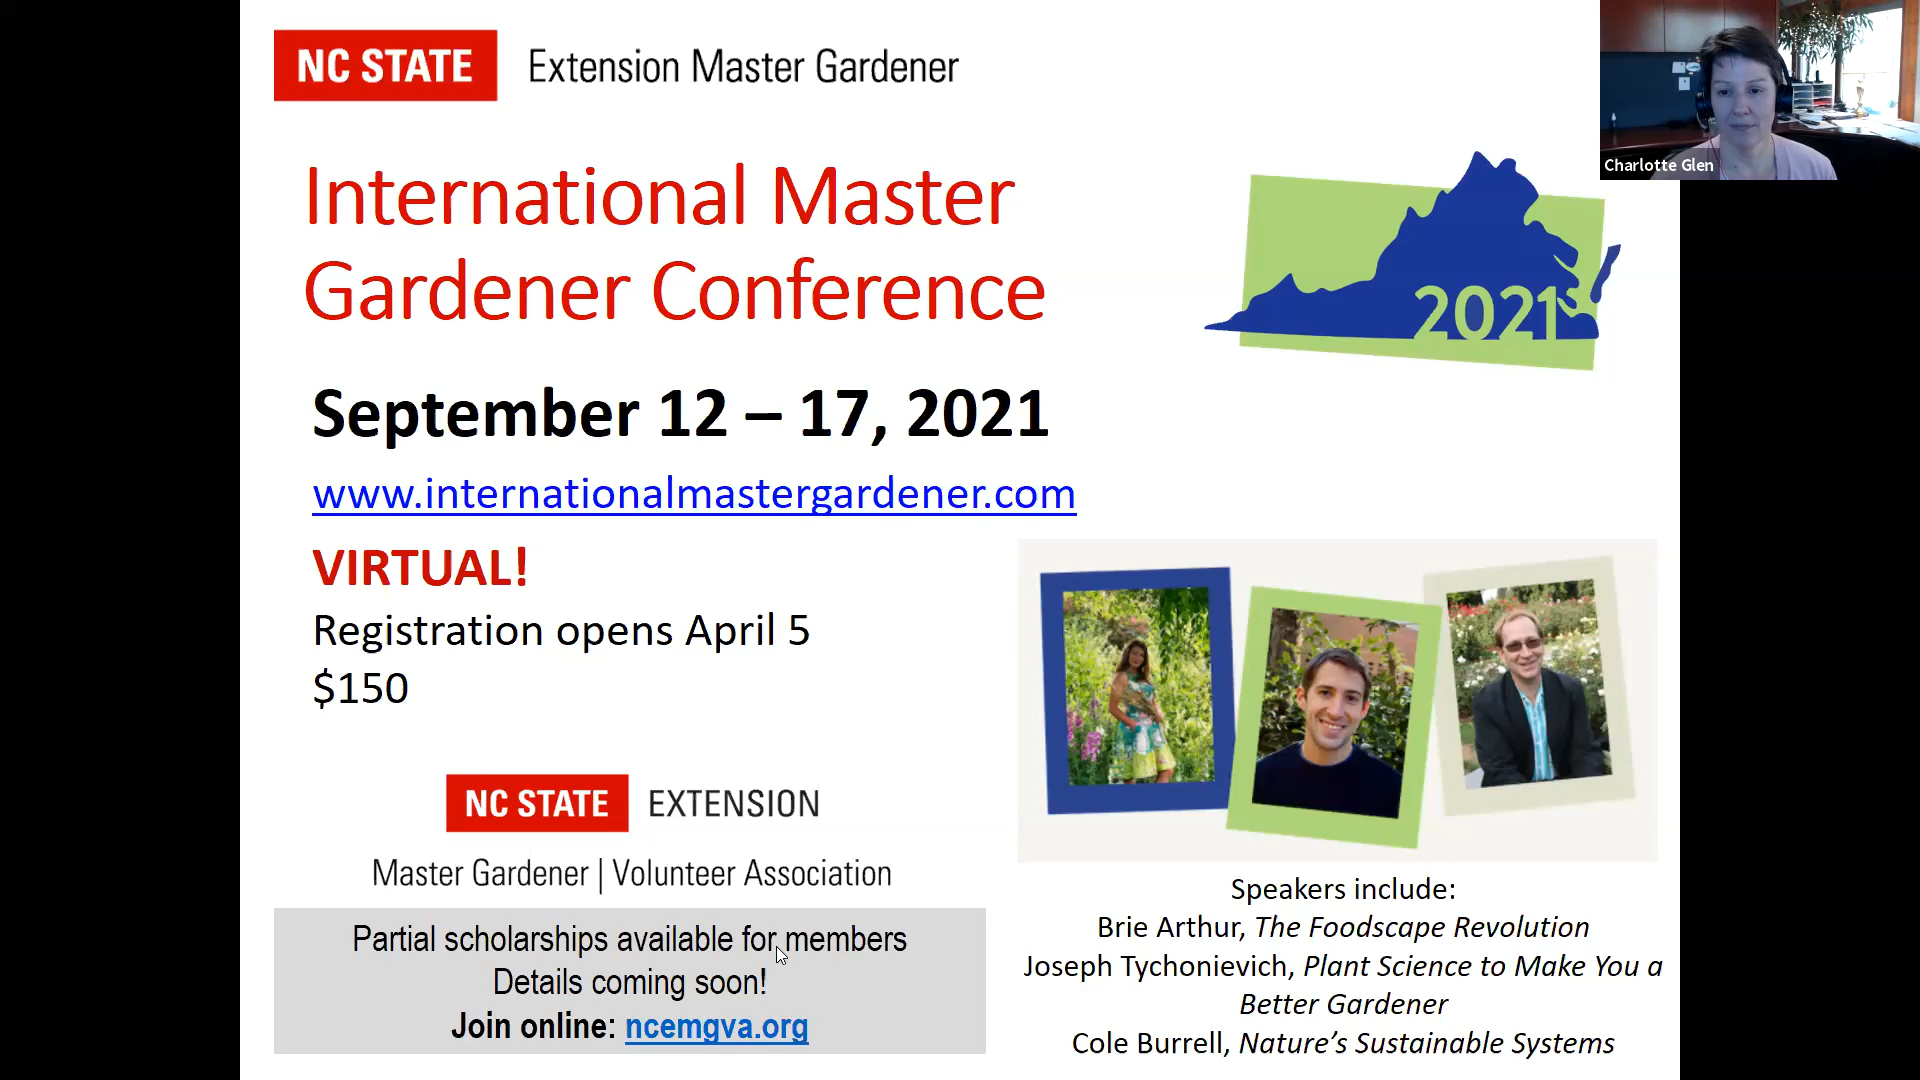 NC STATE Extension Master Gardener
Charlotte Glen
International Master
Gardener Conference
2021
September 12 – 17, 2021
www.internationalmastergardener.com
VIRTUAL!
Registration opens April 5
$150
NC STATE EXTENSION
Master Gardener | Volunteer Association
Partial scholarships available for members
Details coming soon!
Join online: ncemgva.org
Speakers include:
Brie Arthur, The Foodscape Revolution
Joseph Tychonievich, Plant Science to Make You a
Better Gardener
Cole Burrell, Nature’s Sustainable Systems